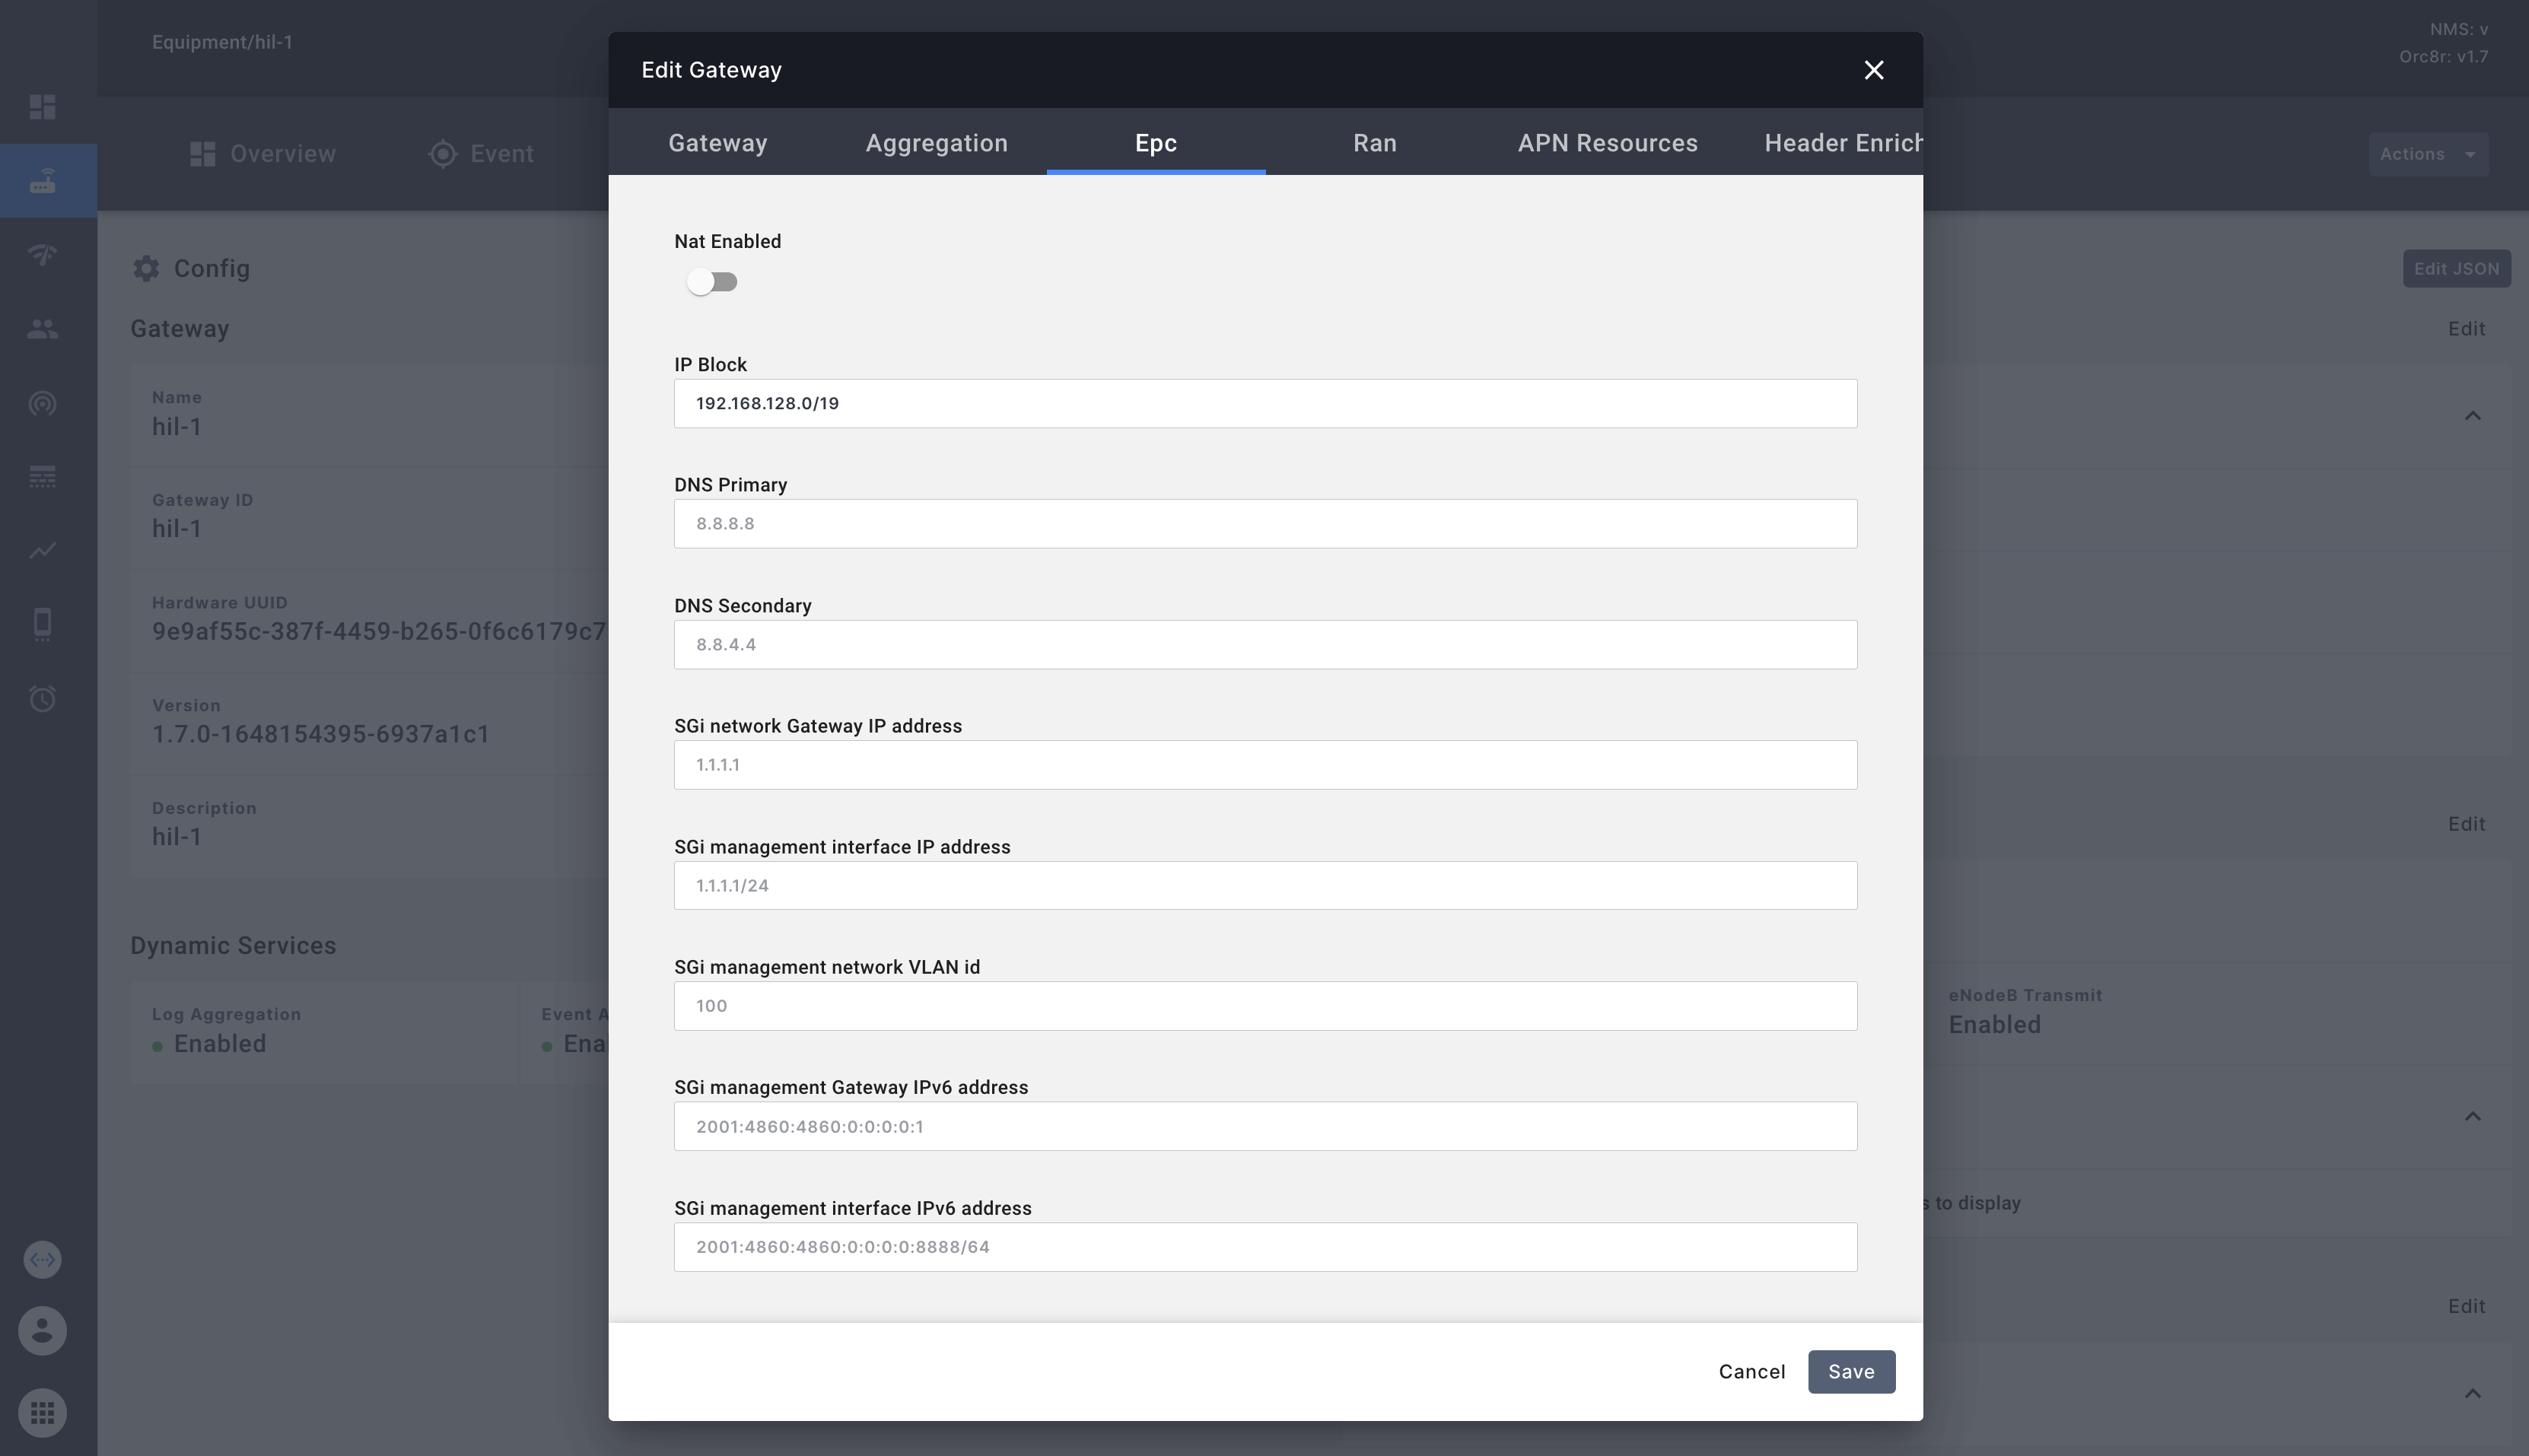 Equipment/hil-1
NMS: v
Orc8r: v1.7
Overview
Event
Actions
Config
Edit JSON
Gateway
Edit
Name
hil-1
Gateway ID
hil-1
Hardware UUID
9e9af55c-387f-4459-b265-0f6c6179c7
Version
1.7.0-1648154395-6937a1c1
Description
hil-1
Dynamic Services
Log Aggregation
Enabled
Event A
Ena
Edit Gateway
Gateway
Aggregation
Epc
Ran
APN Resources
Header Enrich
Nat Enabled
IP Block
192.168.128.0/19
DNS Primary
8.8.8.8
DNS Secondary
8.8.4.4
SGi network Gateway IP address
1.1.1.1
SGi management interface IP address
1.1.1.1/24
SGi management network VLAN id
100
SGi management Gateway IPv6 address
2001:4860:4860:0:0:0:0:1
SGi management interface IPv6 address
2001:4860:4860:0:0:0:0:8888/64
Cancel
Save
Edit
eNodeB Transmit
Enabled
s to display
Edit